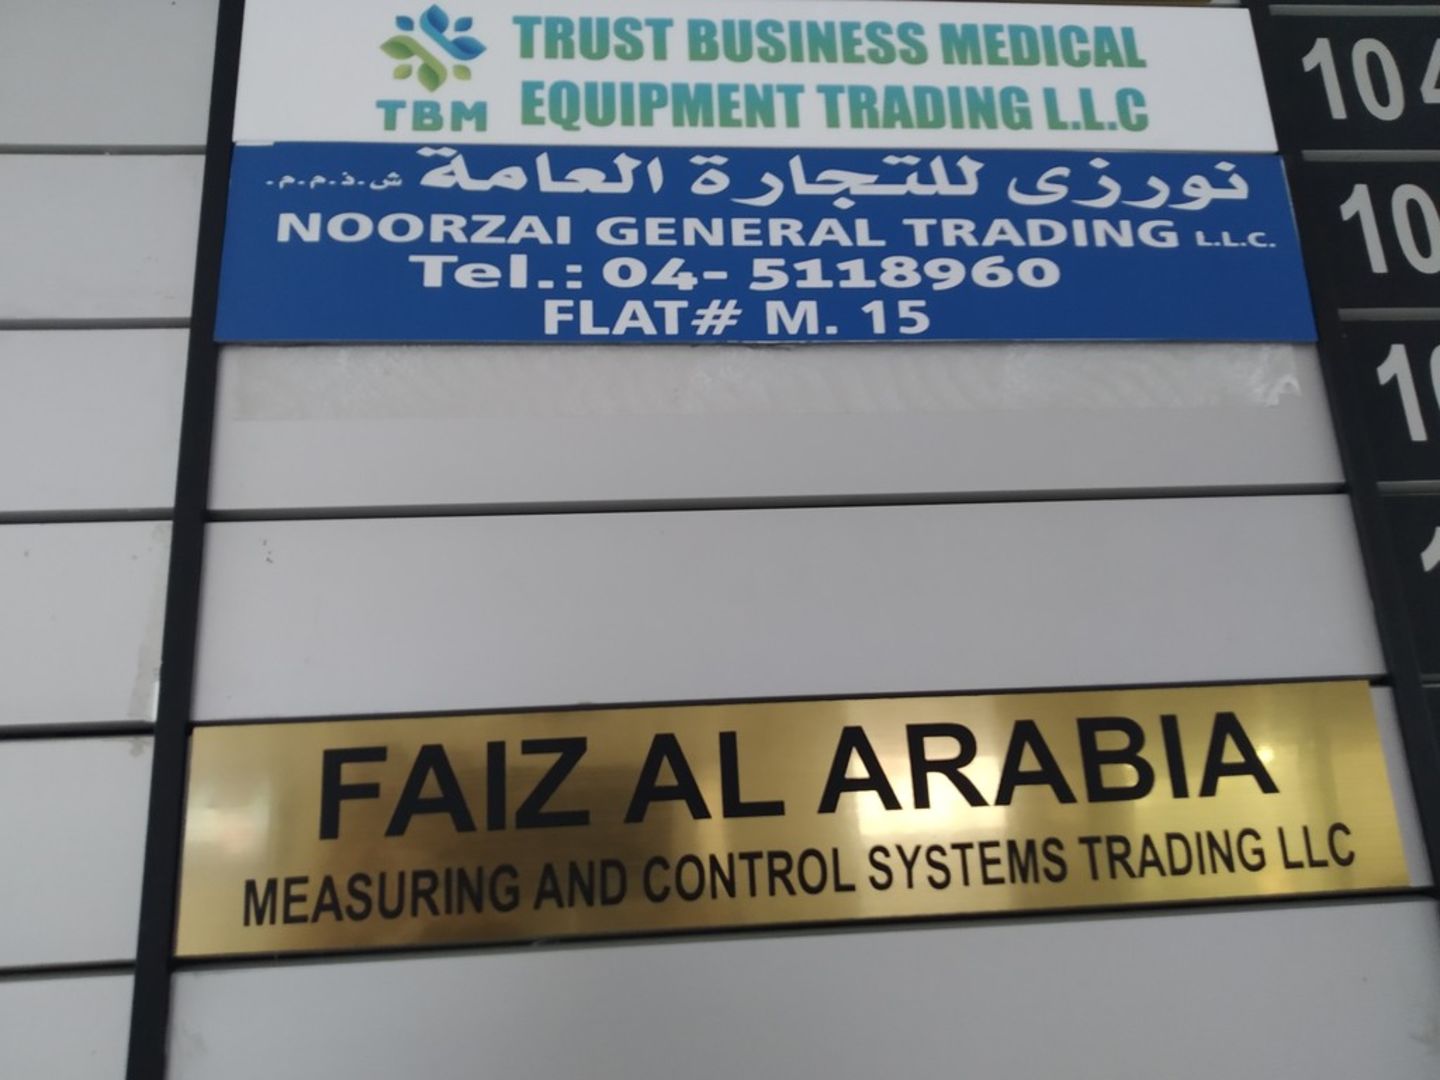 TBM
TRUST BUSINESS MEDICAL
EQUIPMENT TRADING L.L.C
نورزى للتجارة العامة ش.ذ.م.م.
NOORZAI GENERAL TRADING L.L.C.
Tel.: 04- 5118960
FLAT# M. 15
FAIZ AL ARABIA
MEASURING AND CONTROL SYSTEMS TRADING LLC